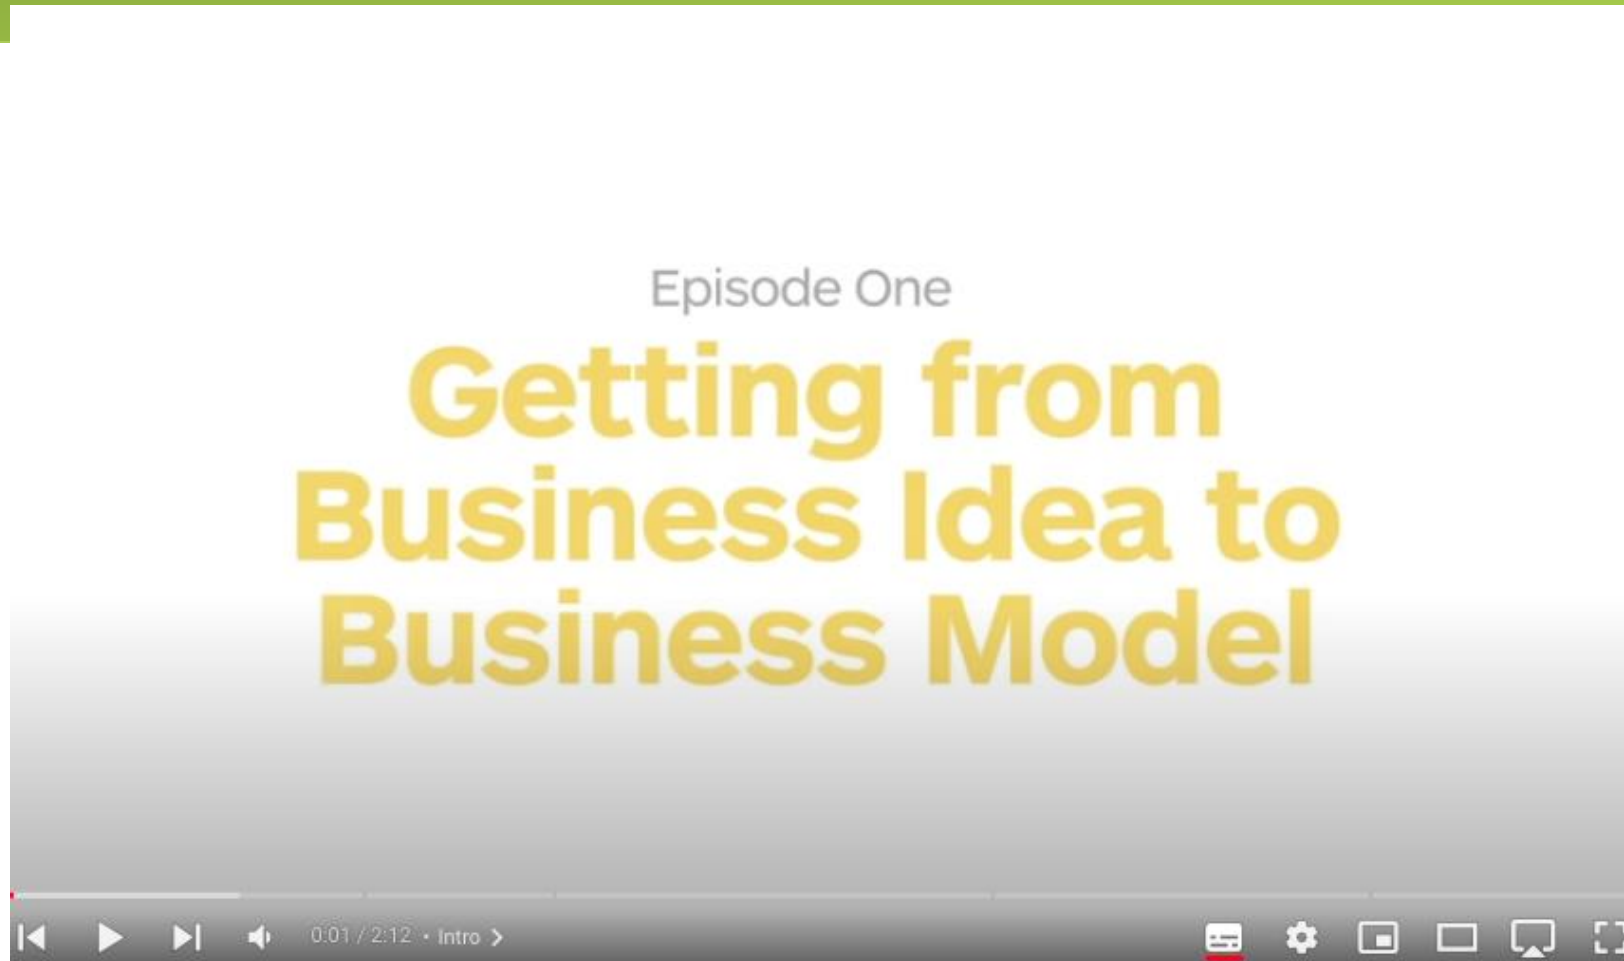 Episode One
Getting from
Business Idea to
Business Model
0:01 / 2:12 • Intro